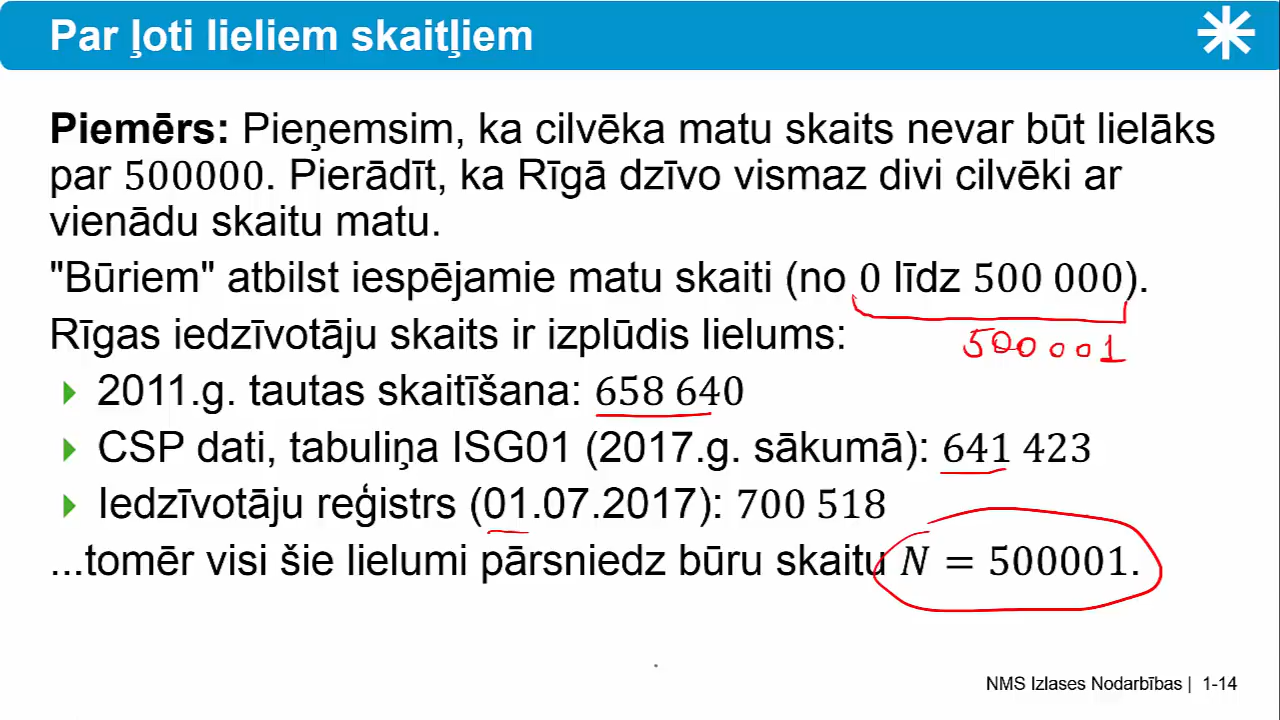 Par ļoti lieliem skaitļiem
Piemērs: Pieņemsim, ka cilvēka matu skaits nevar būt lielāks
par 500000. Pierādīt, ka Rīgā dzīvo vismaz divi cilvēki ar
vienādu skaitu matu.
"Būriem" atbilst iespējamie matu skaiti (no 0 līdz 500 000).
500001
Rīgas iedzīvotāju skaits ir izplūdis lielums:
2011.g. tautas skaitīšana: 658 640
CSP dati, tabuliņa ISG01 (2017.g. sākumā): 641 423
Iedzīvotāju reģistrs (01.07.2017): 700 518
...tomēr visi šie lielumi pārsniedz būru skaitu N = 500001.
NMS Izlases Nodarbības | 1-14